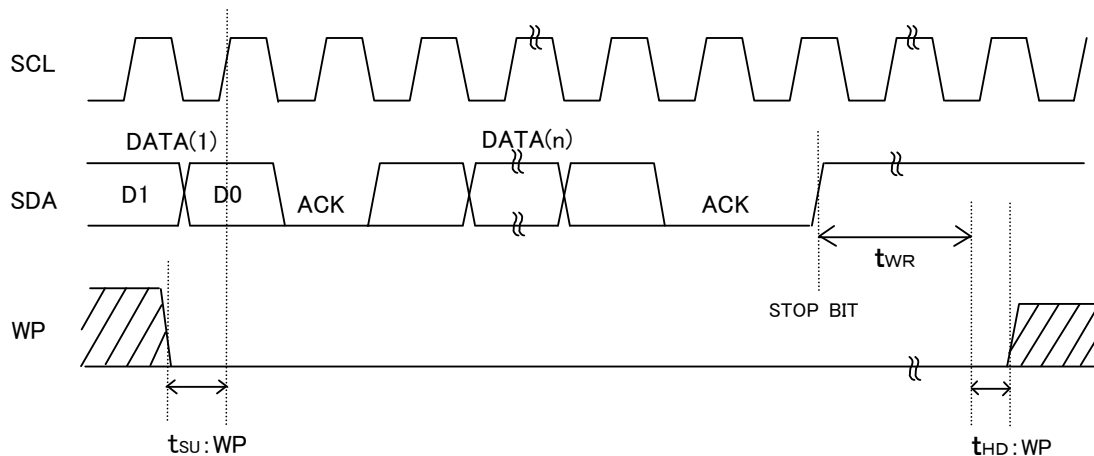 SCL
DATA(1)
DATA(n)
SDA
D1
D0
ACK
ACK
tWR
STOP BIT
WP
tSU:WP
tHD:WP